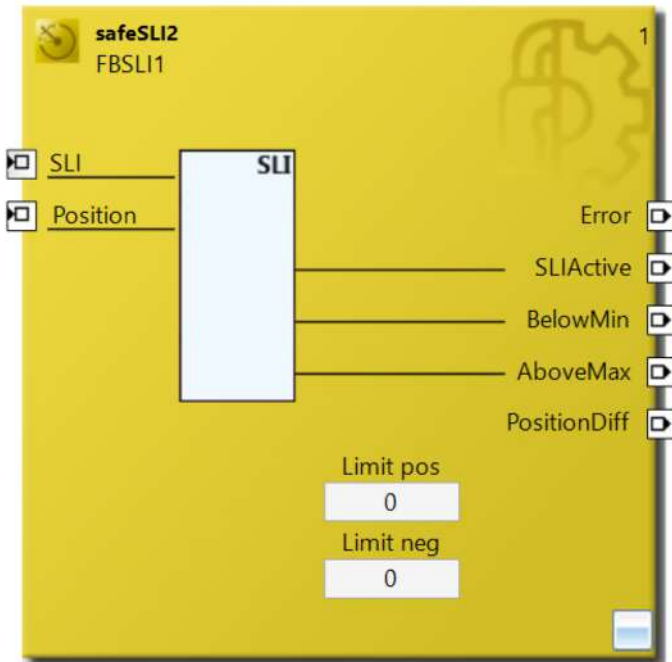 safeSLI2
1
FBSLI1
SLI
SLI
Position
Error
SLIActive
BelowMin
AboveMax
PositionDiff
Limit pos
0
Limit neg
0